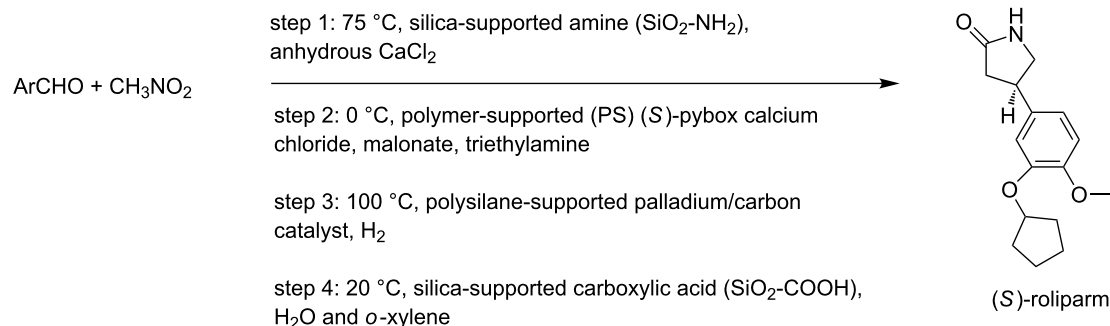 step 1: 75 °C, silica-supported amine (SiO₂-NH₂),
anhydrous CaCl₂
ArCHO + CH₃NO₂
step 2: 0 °C, polymer-supported (PS) (S)-pybox calcium
chloride, malonate, triethylamine
step 3: 100 °C, polysilane-supported palladium/carbon
catalyst, H₂
step 4: 20 °C, silica-supported carboxylic acid (SiO₂-COOH),
H₂O and o-xylene
H
O
N
H
O
O
(S)-roliparm